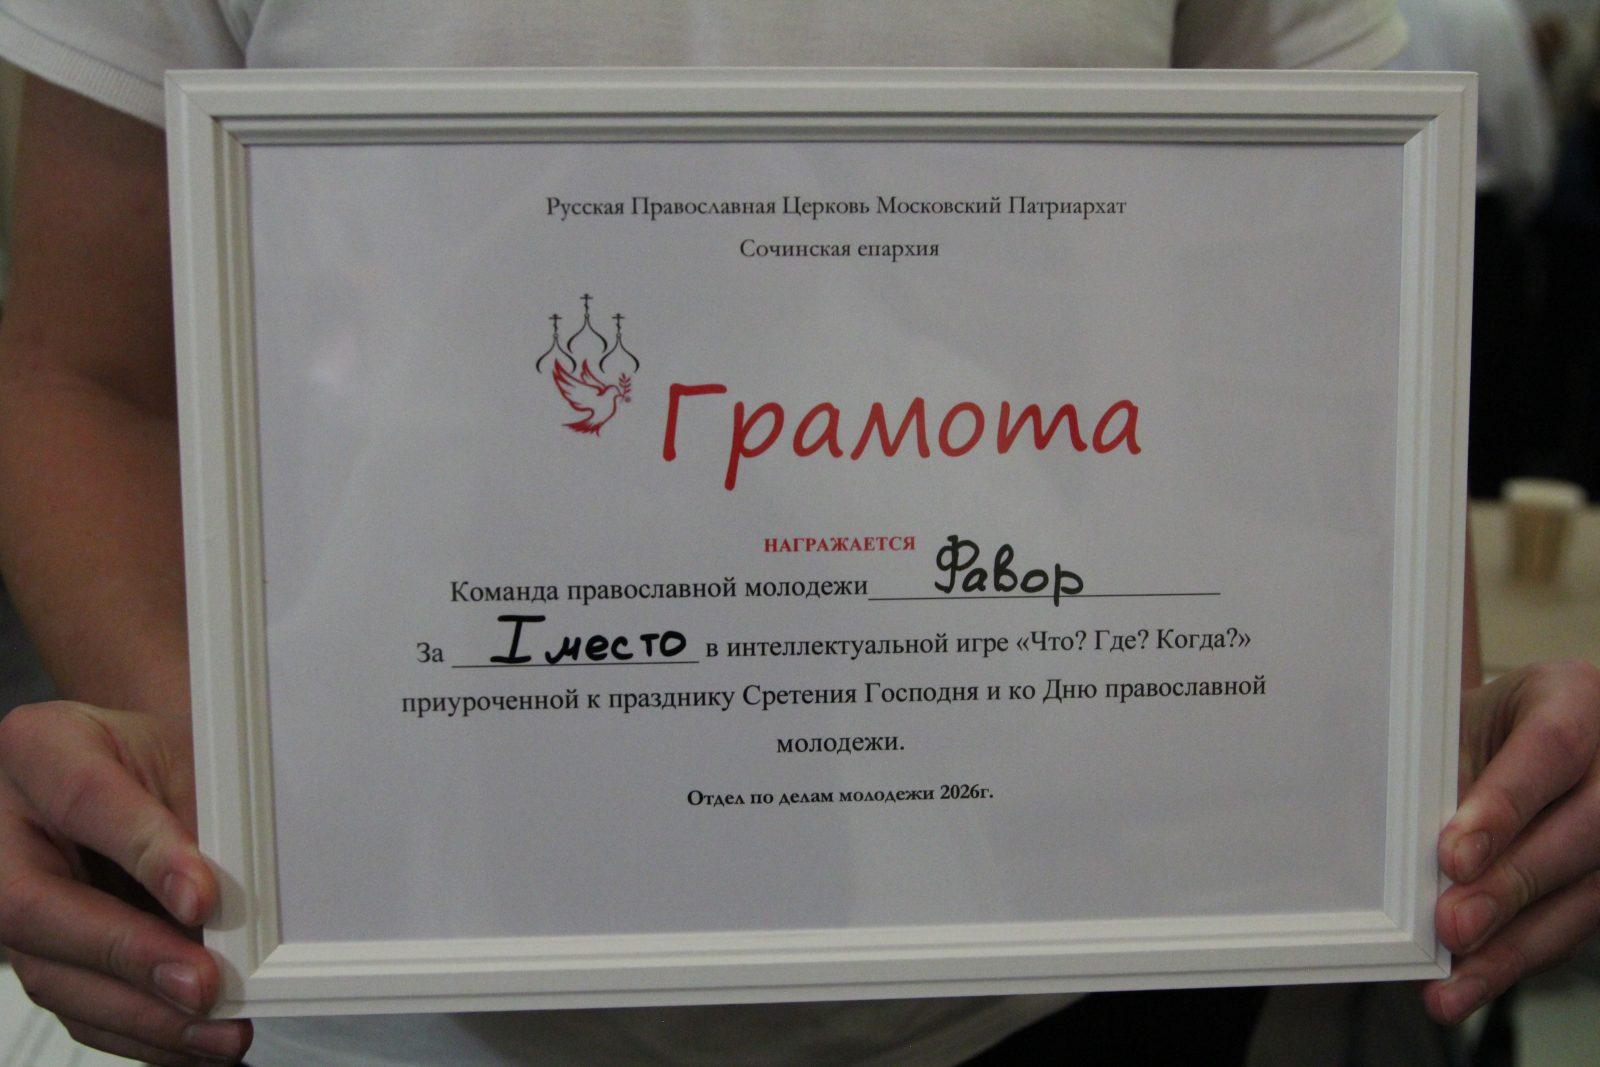 Русская Православная Церковь Московский Патриархат
Сочинская епархия
Грамота
НАГРАЖАЕТСЯ
Команда православной молодежи Фавор
За I место в интеллектуальной игре «Что? Где? Когда?»
приуроченной к празднику Сретения Господня и ко Дню православной
молодежи.
Отдел по делам молодежи 2026г.